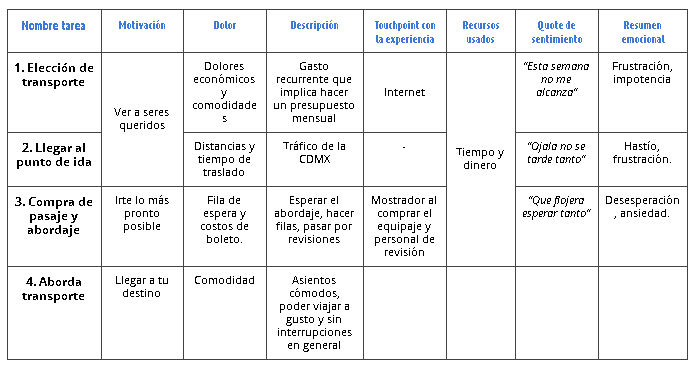 Nombre tarea
Motivación
Dolor
Descripción
Touchpoint con
la experiencia
Recursos
usados
Quote de
sentimiento
Resumen
emocional
1. Elección de
transporte
Ver a seres
queridos
Dolores
económicos
y
comodidade
s
Gasto
recurrente que
implica hacer
un presupuesto
mensual
Internet
Tiempo y
dinero
"Esta semana
no me
alcanza"
Frustración,
impotencia
2. Llegar al
punto de ida
Distancias y
tiempo de
traslado
Tráfico de la
CDMX
-
"Ojala no se
tarde tanto"
Hastío,
frustración.
3. Compra de
pasaje y
abordaje
Irte lo más
pronto
posible
Fila de
espera y
costos de
boleto.
Esperar el
abordaje, hacer
filas, pasar por
revisiones
Mostrador al
comprar el
equipaje y
personal de
revisión
"Que flojera
esperar tanto"
Desesperación
, ansiedad.
4. Aborda
transporte
Llegar a tu
destino
Comodidad
Asientos
cómodos,
poder viajar a
gusto y sin
interrupciones
en general